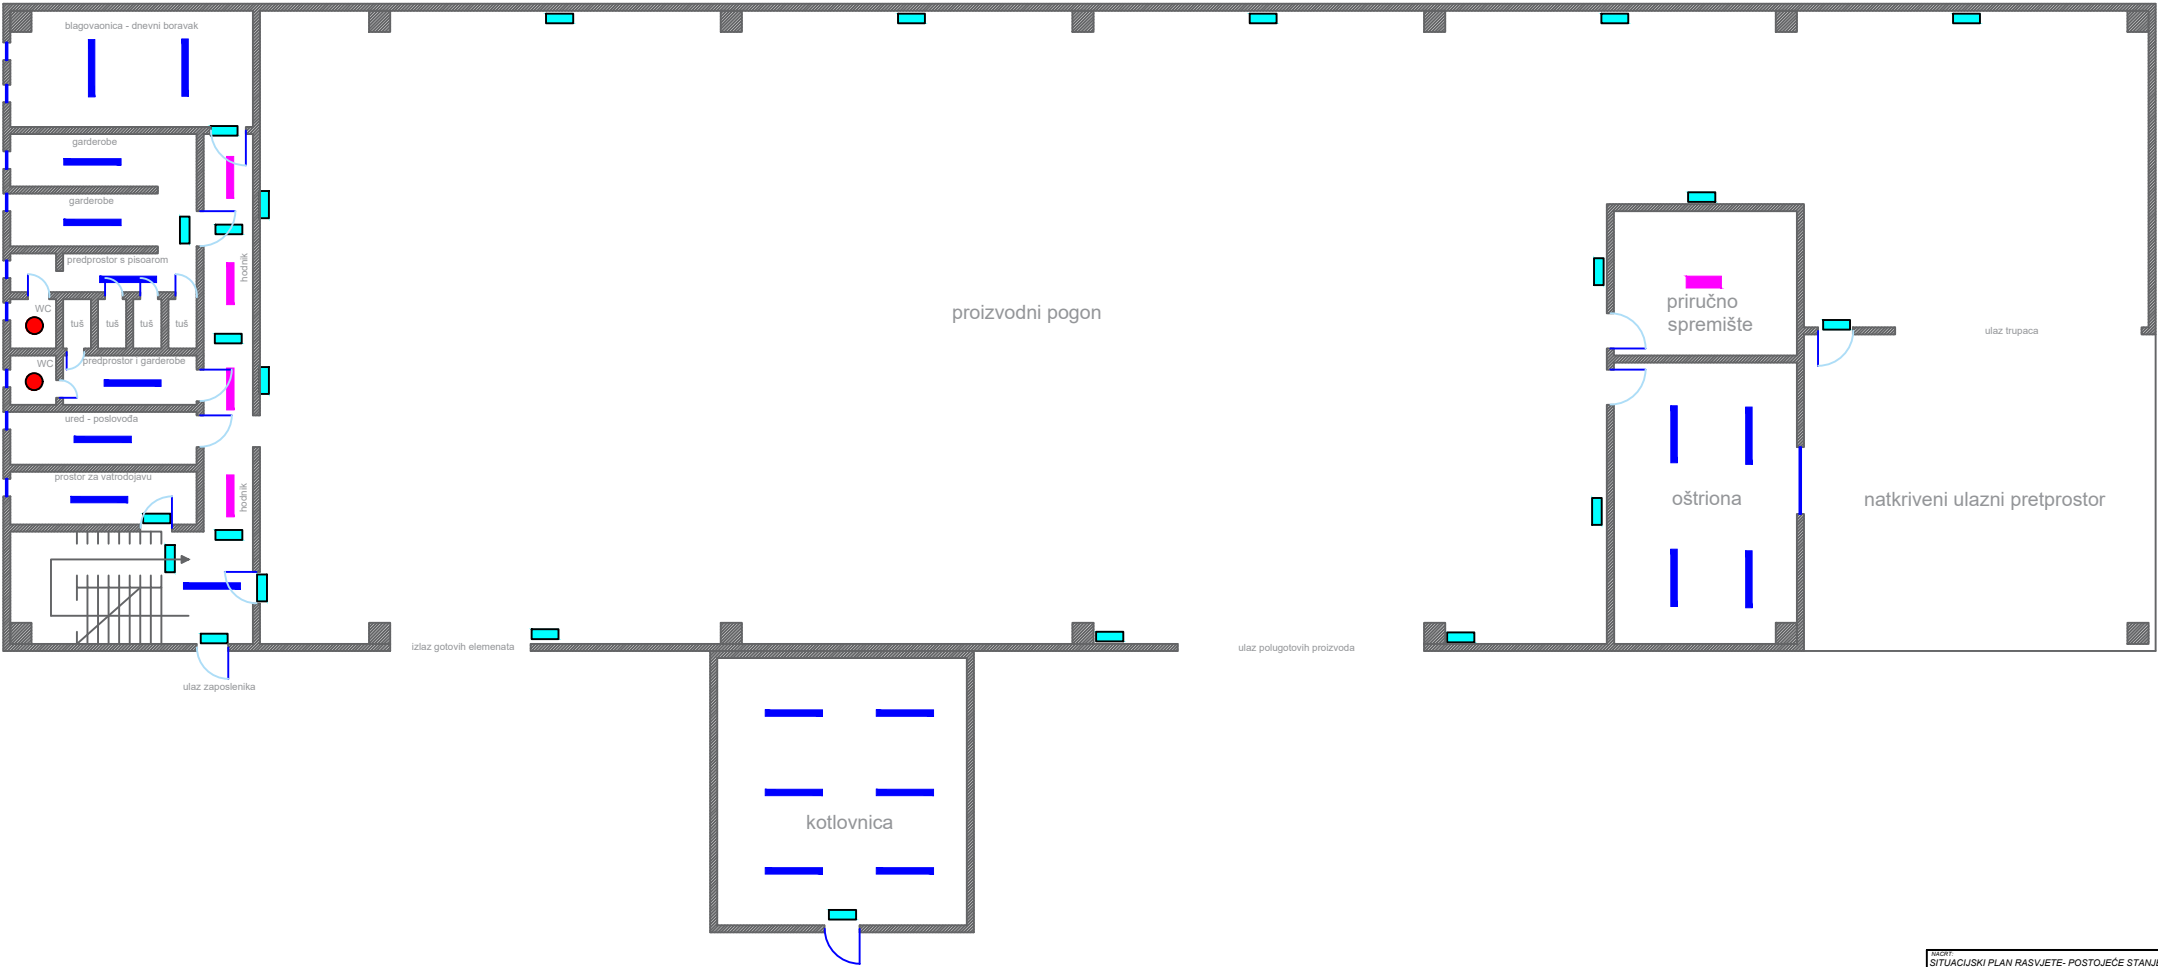 blagovaonica - dnevni boravak
garderobe
garderobe
predprostor s pisoarom
hodnik
WC
tuš
tuš
tuš
tuš
WC
predprostor i garderobe
ured - poslovođa
prostor za vatrodojavu
hodnik
proizvodni pogon
priručno
spremište
ulaz trupaca
oštriona
natkriveni ulazni pretprostor
izlaz gotovih elemenata
ulaz polugotovih proizvoda
ulaz zaposlenika
kotlovnica
NACRT:
SITUACIJSKI PLAN RASVJETE- POSTOJEĆE STANJE